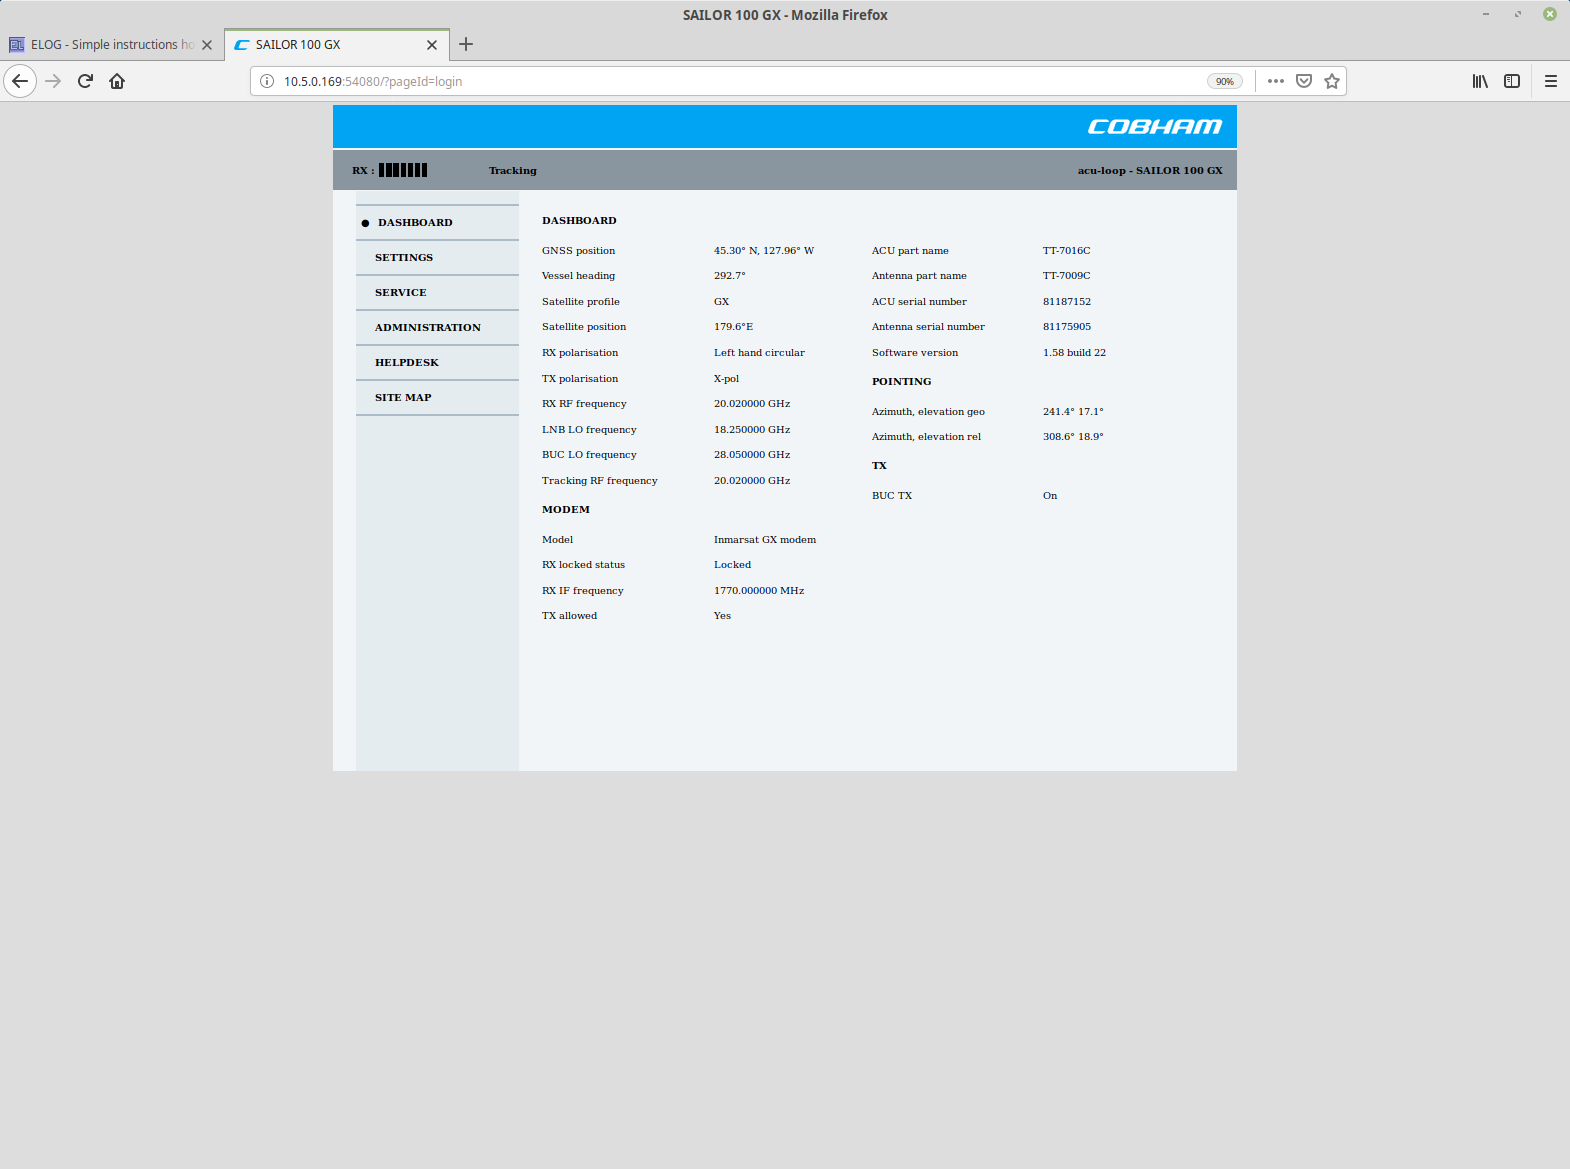 SAILOR 100 GX - Mozilla Firefox
ELOG - Simple instructions ho
SAILOR 100 GX
10.5.0.169:54080/?pageId=login
90%
COBHAM
RX :
Tracking
acu-loop - SAILOR 100 GX
DASHBOARD
SETTINGS
SERVICE
ADMINISTRATION
HELPDESK
SITE MAP
DASHBOARD
GNSS position 45.30° N, 127.96° W
Vessel heading 292.7°
Satellite profile GX
Satellite position 179.6°E
RX polarisation Left hand circular
TX polarisation X-pol
RX RF frequency 20.020000 GHz
LNB LO frequency 18.250000 GHz
BUC LO frequency 28.050000 GHz
Tracking RF frequency 20.020000 GHz
MODEM
Model Inmarsat GX modem
RX locked status Locked
RX IF frequency 1770.000000 MHz
TX allowed Yes
ACU part name TT-7016C
Antenna part name TT-7009C
ACU serial number 81187152
Antenna serial number 81175905
Software version 1.58 build 22
POINTING
Azimuth, elevation geo 241.4° 17.1°
Azimuth, elevation rel 308.6° 18.9°
TX
BUC TX On